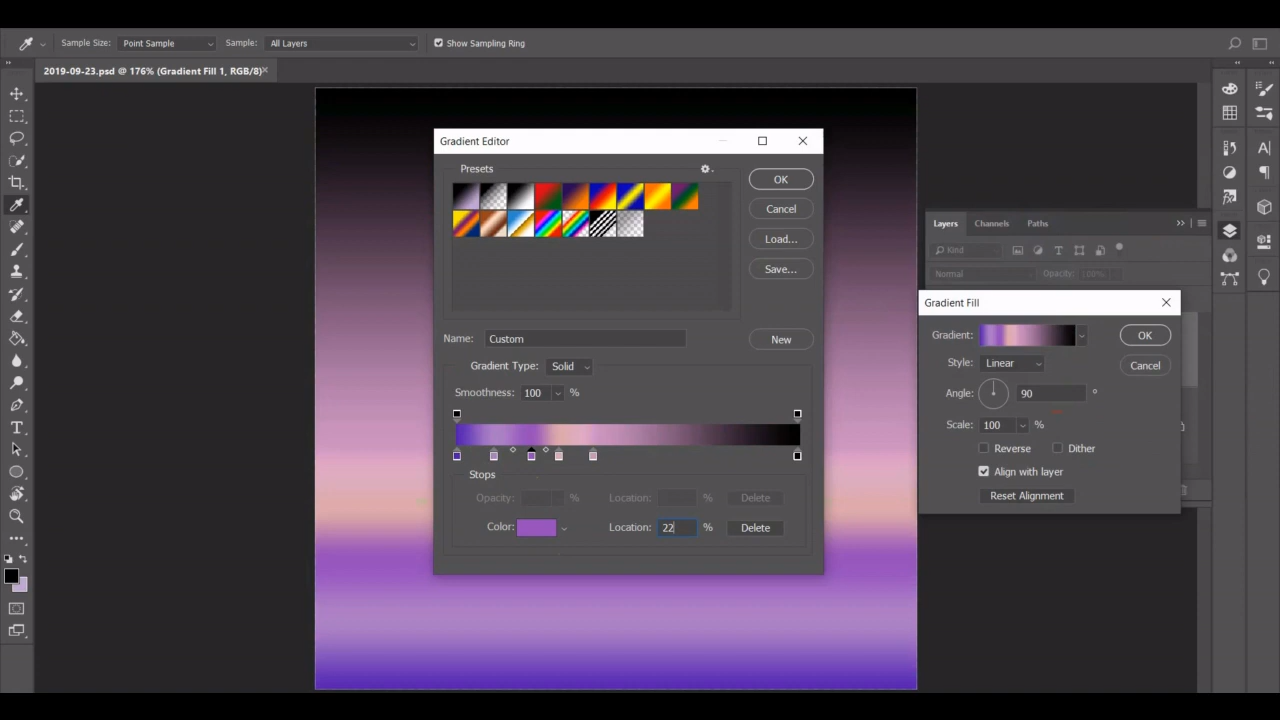 Sample Size: Point Sample Sample: All Layers Show Sampling Ring
2019-09-23.psd @ 176% (Gradient Fill 1, RGB/8)
Gradient Editor
Presets
OK
Cancel
Load...
Save...
Name: Custom New
Gradient Type: Solid
Smoothness: 100 %
Stops
Opacity: % Location: % Delete
Color: Location: 22 % Delete
Layers Channels Paths
Kind
Normal Opacity: 100%
Gradient Fill
Gradient: OK
Style: Linear Cancel
Angle: 90 °
Scale: 100 %
Reverse Dither
Align with layer
Reset Alignment